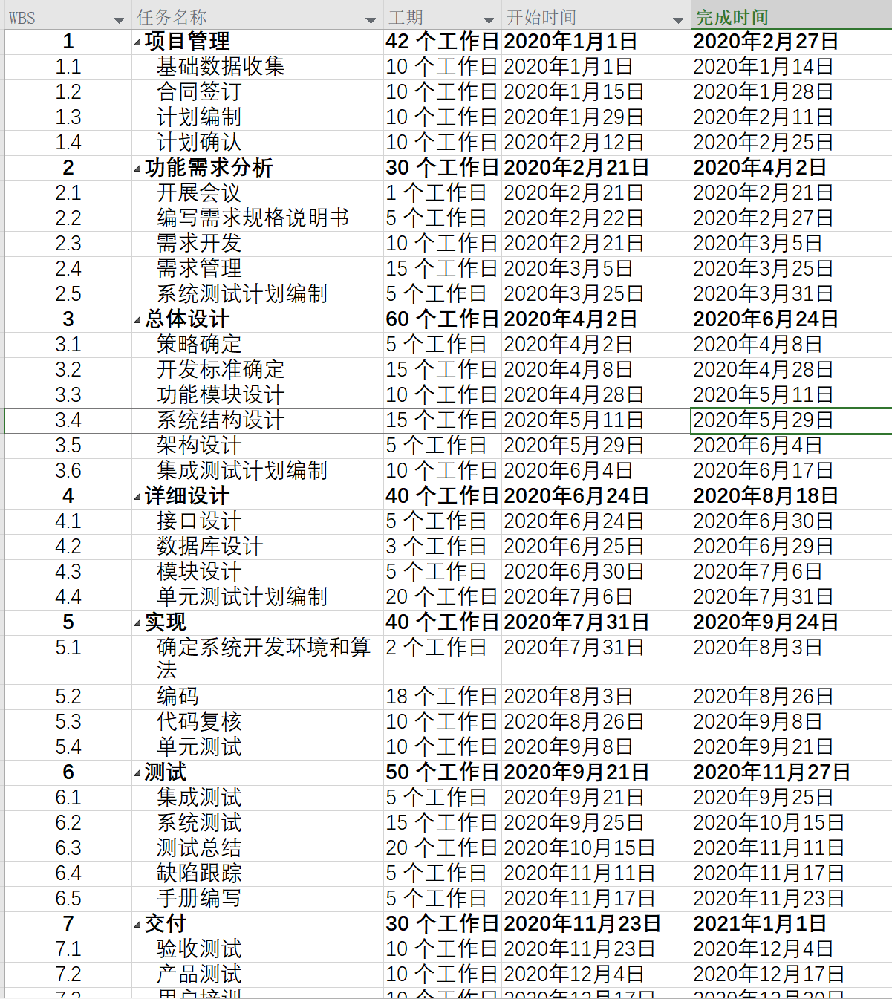 WBS 任务名称 工期 开始时间 完成时间
1 项目管理 42 个工作日 2020年1月1日 2020年2月27日
1.1 基础数据收集 10 个工作日 2020年1月1日 2020年1月14日
1.2 合同签订 10 个工作日 2020年1月15日 2020年1月28日
1.3 计划编制 10 个工作日 2020年1月29日 2020年2月11日
1.4 计划确认 10 个工作日 2020年2月12日 2020年2月25日
2 功能需求分析 30 个工作日 2020年2月21日 2020年4月2日
2.1 开展会议 1 个工作日 2020年2月21日 2020年2月21日
2.2 编写需求规格说明书 5 个工作日 2020年2月22日 2020年2月27日
2.3 需求开发 10 个工作日 2020年2月21日 2020年3月5日
2.4 需求管理 15 个工作日 2020年3月5日 2020年3月25日
2.5 系统测试计划编制 5 个工作日 2020年3月25日 2020年3月31日
3 总体设计 60 个工作日 2020年4月2日 2020年6月24日
3.1 策略确定 5 个工作日 2020年4月2日 2020年4月8日
3.2 开发标准确定 15 个工作日 2020年4月8日 2020年4月28日
3.3 功能模块设计 10 个工作日 2020年4月28日 2020年5月11日
3.4 系统结构设计 15 个工作日 2020年5月11日 2020年5月29日
3.5 架构设计 5 个工作日 2020年5月29日 2020年6月4日
3.6 集成测试计划编制 10 个工作日 2020年6月4日 2020年6月17日
4 详细设计 40 个工作日 2020年6月24日 2020年8月18日
4.1 接口设计 5 个工作日 2020年6月24日 2020年6月30日
4.2 数据库设计 3 个工作日 2020年6月25日 2020年6月29日
4.3 模块设计 5 个工作日 2020年6月30日 2020年7月6日
4.4 单元测试计划编制 20 个工作日 2020年7月6日 2020年7月31日
5 实现 40 个工作日 2020年7月31日 2020年9月24日
5.1 确定系统开发环境和算 2 个工作日 2020年7月31日 2020年8月3日
法
5.2 编码 18 个工作日 2020年8月3日 2020年8月26日
5.3 代码复核 10 个工作日 2020年8月26日 2020年9月8日
5.4 单元测试 10 个工作日 2020年9月8日 2020年9月21日
6 测试 50 个工作日 2020年9月21日 2020年11月27日
6.1 集成测试 5 个工作日 2020年9月21日 2020年9月25日
6.2 系统测试 15 个工作日 2020年9月25日 2020年10月15日
6.3 测试总结 20 个工作日 2020年10月15日 2020年11月11日
6.4 缺陷跟踪 5 个工作日 2020年11月11日 2020年11月17日
6.5 手册编写 5 个工作日 2020年11月17日 2020年11月23日
7 交付 30 个工作日 2020年11月23日 2021年1月1日
7.1 验收测试 10 个工作日 2020年11月23日 2020年12月4日
7.2 产品测试 10 个工作日 2020年12月4日 2020年12月17日